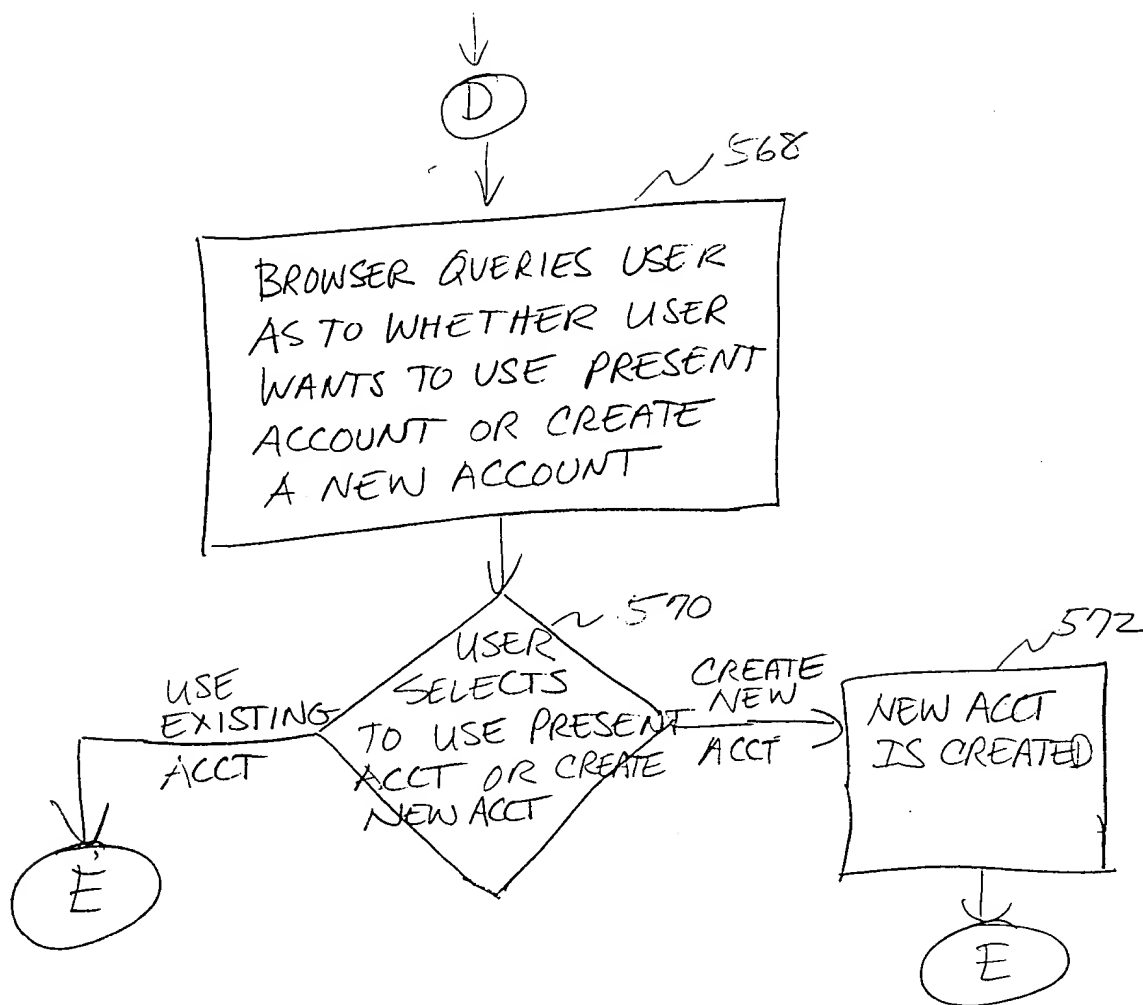 D
568
BROWSER QUERIES USER
AS TO WHETHER USER
WANTS TO USE PRESENT
ACCOUNT OR CREATE
A NEW ACCOUNT
570
USER
SELECTS
TO USE PRESENT
ACCT OR CREATE
NEW ACCT
USE
EXISTING
ACCT
E
CREATE
NEW
ACCT
572
NEW ACCT
IS CREATED
E